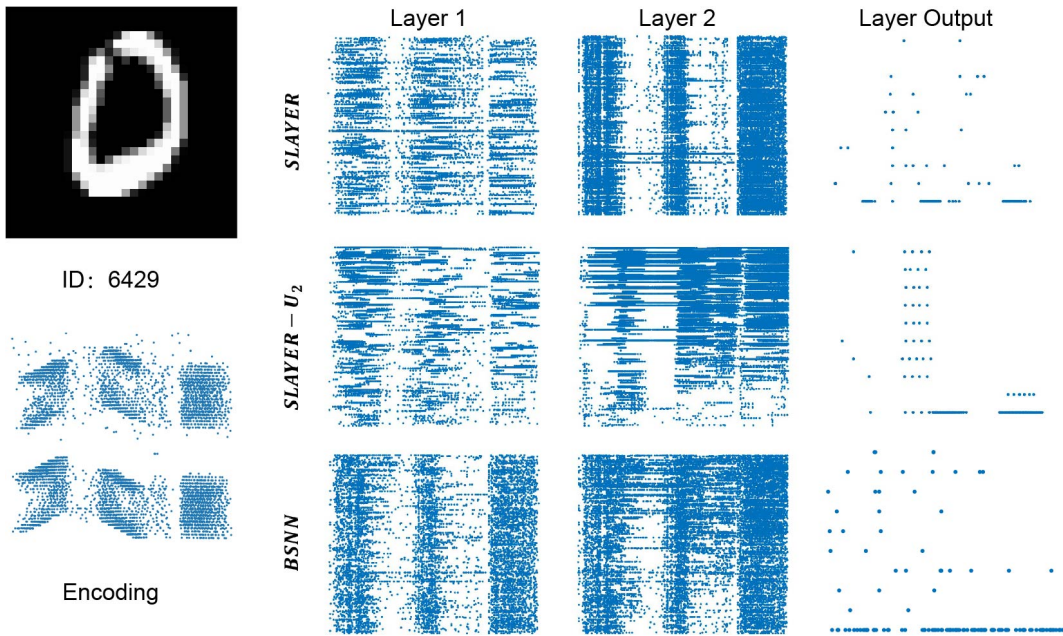 Layer 1
Layer 2
Layer Output
SLAYER
ID：6429
SLAYER − U₂
BSNN
Encoding